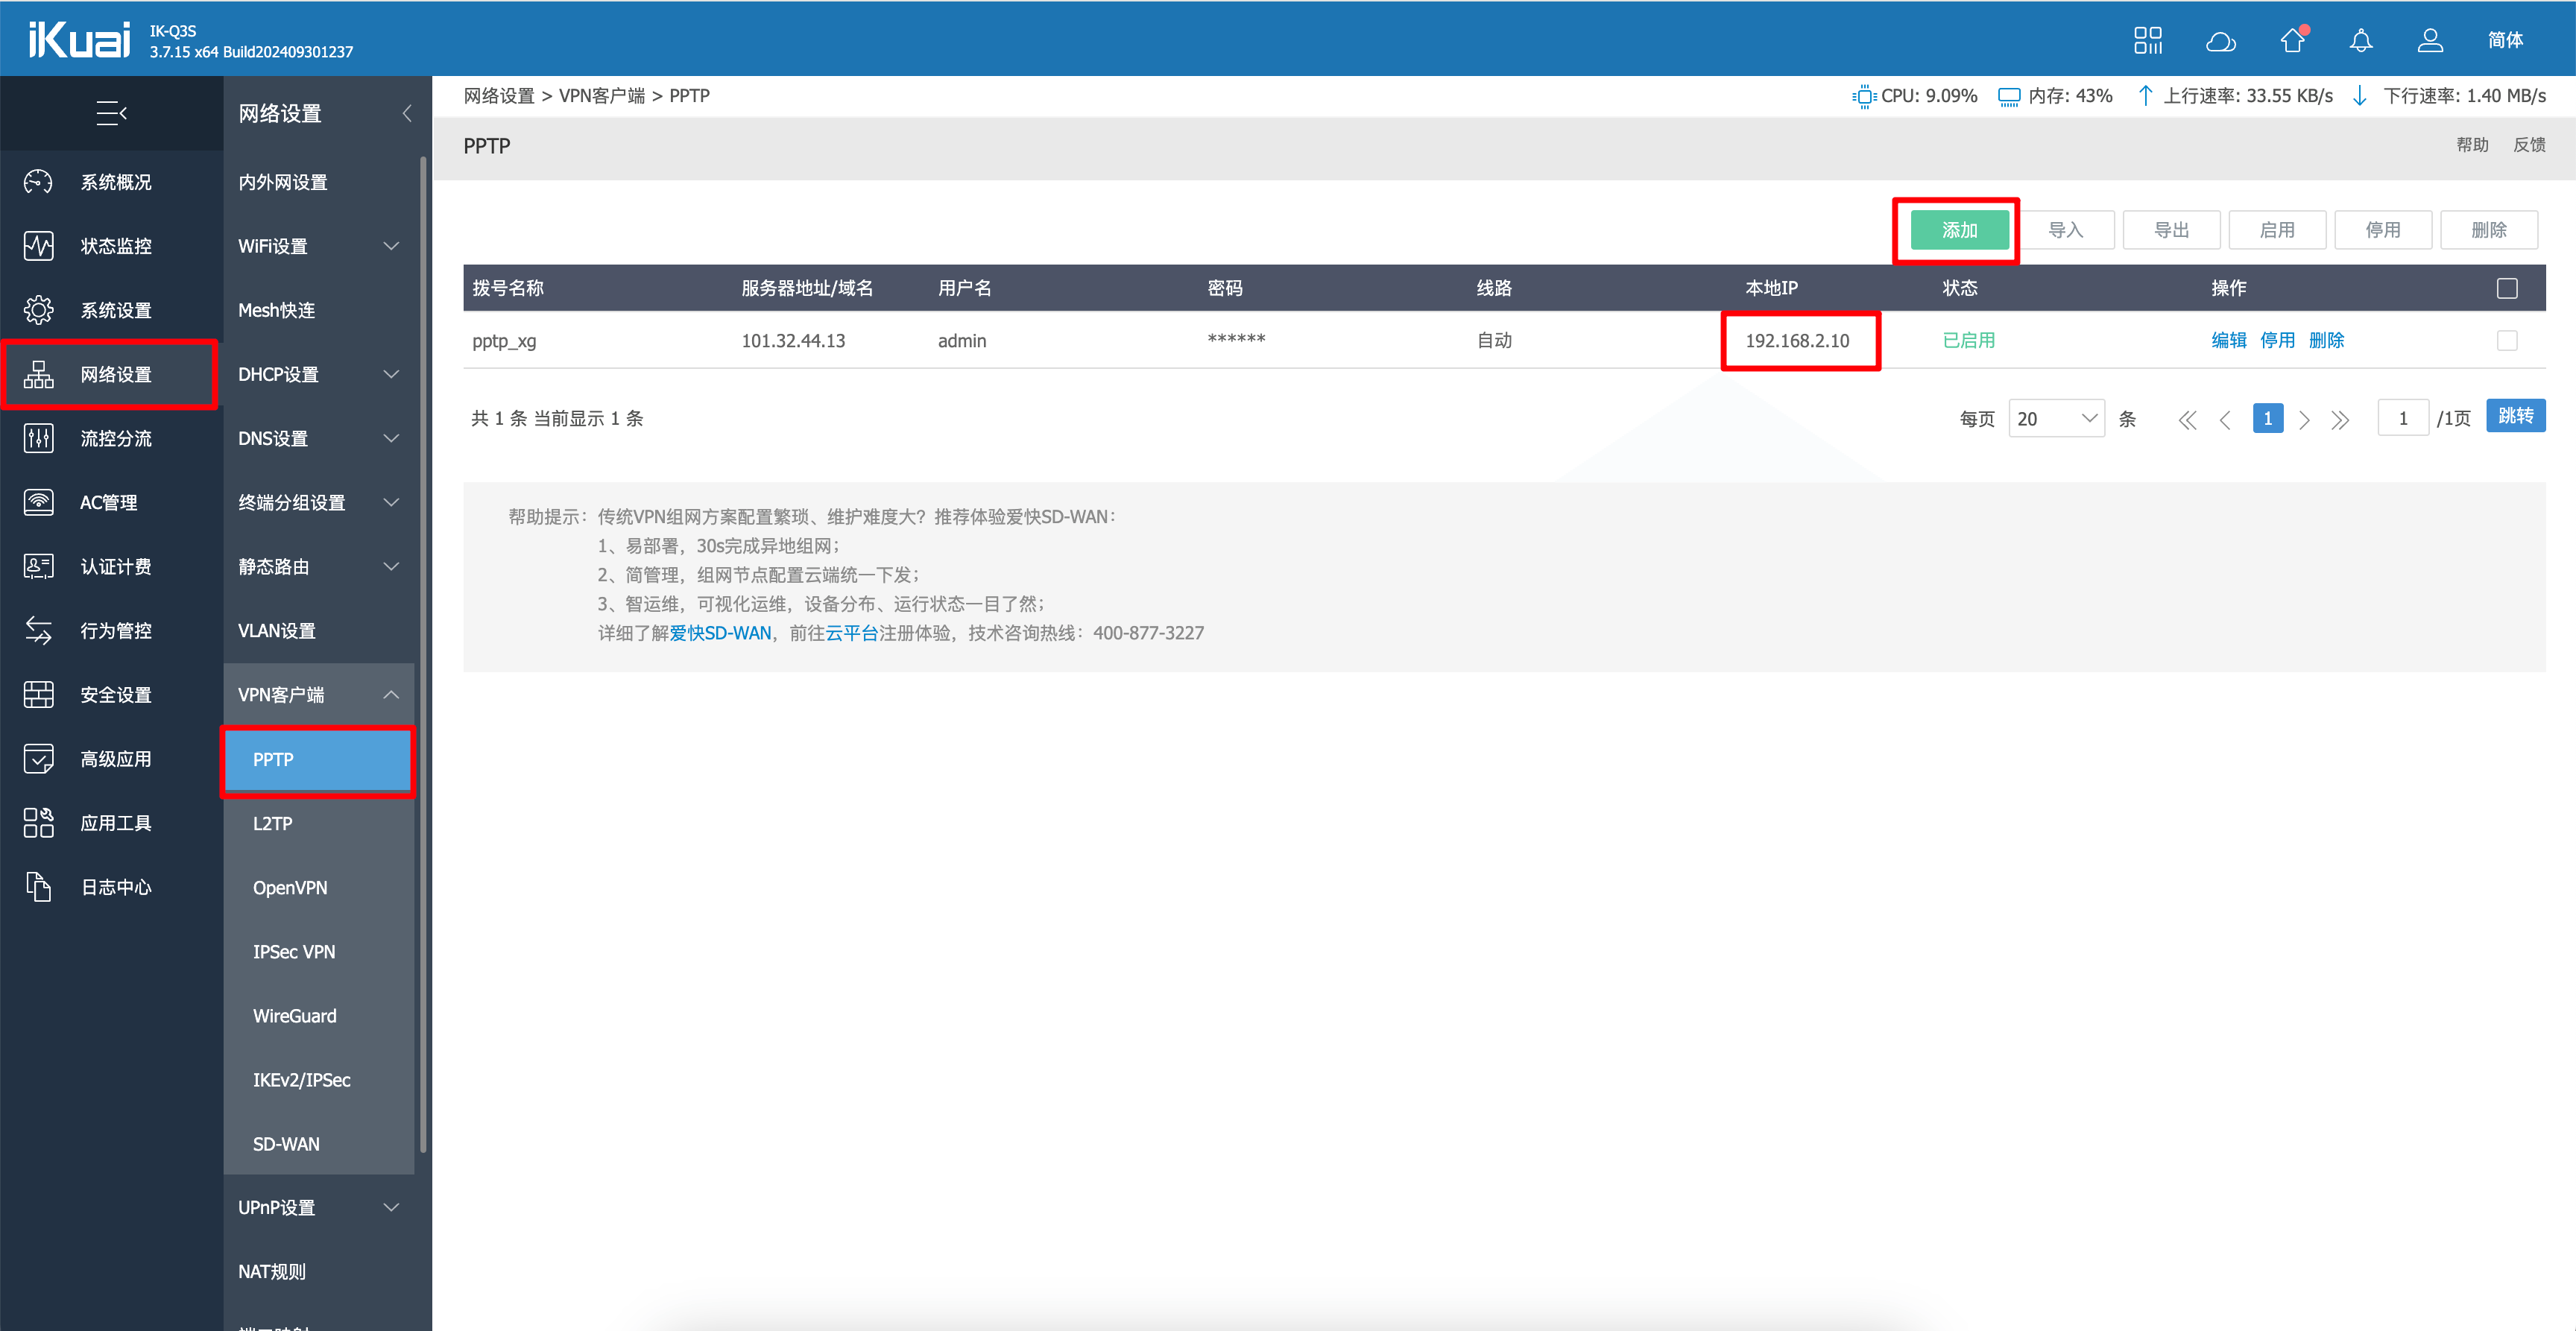 iKuai
IK-Q3S
3.7.15 x64 Build202409301237
简体
网络设置
内外网设置
WiFi设置
Mesh快连
DHCP设置
DNS设置
终端分组设置
静态路由
VLAN设置
VPN客户端
PPTP
L2TP
OpenVPN
IPSec VPN
WireGuard
IKEv2/IPSec
SD-WAN
UPnP设置
NAT规则
系统概况
状态监控
系统设置
网络设置
流控分流
AC管理
认证计费
行为管控
安全设置
高级应用
应用工具
日志中心
网络设置 > VPN客户端 > PPTP
CPU: 9.09% 内存: 43% 上行速率: 33.55 KB/s 下行速率: 1.40 MB/s
PPTP
帮助 反馈
添加 导入 导出 启用 停用 删除
拨号名称 服务器地址/域名 用户名 密码 线路 本地IP 状态 操作
pptp_xg 101.32.44.13 admin ****** 自动 192.168.2.10 已启用 编辑 停用 删除
共 1 条 当前显示 1 条
每页 20 条 1 1 /1页 跳转
帮助提示：传统VPN组网方案配置繁琐、维护难度大？推荐体验爱快SD-WAN：
1、易部署，30s完成异地组网；
2、简管理，组网节点配置云端统一下发；
3、智运维，可视化运维，设备分布、运行状态一目了然；
详细了解爱快SD-WAN，前往云平台注册体验，技术咨询热线：400-877-3227